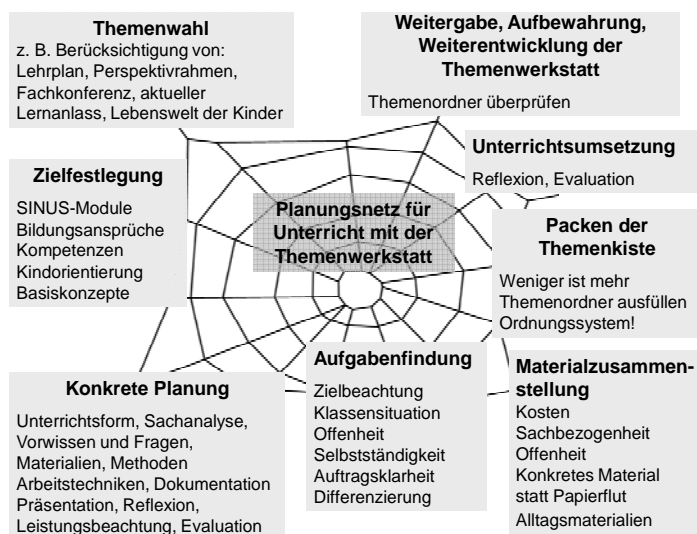 Themenwahl
z. B. Berücksichtigung von:
Lehrplan, Perspektivrahmen,
Fachkonferenz, aktueller
Lernanlass, Lebenswelt der Kinder
Weitergabe, Aufbewahrung,
Weiterentwicklung der
Themenwerkstatt
Themenordner überprüfen
Zielfestlegung
SINUS-Module
Bildungsansprüche
Kompetenzen
Kindorientierung
Basiskonzepte
Planungsnetz für
Unterricht mit der
Themenwerkstatt
Unterrichtsumsetzung
Reflexion, Evaluation
Packen der
Themenkiste
Weniger ist mehr
Themenordner ausfüllen
Ordnungssystem!
Konkrete Planung
Unterrichtsform, Sachanalyse,
Vorwissen und Fragen,
Materialien, Methoden
Arbeitstechniken, Dokumentation
Präsentation, Reflexion,
Leistungsbeachtung, Evaluation
Aufgabenfindung
Zielbeachtung
Klassensituation
Offenheit
Selbstständigkeit
Auftragsklarheit
Differenzierung
Materialzusammen-
stellung
Kosten
Sachbezogenheit
Offenheit
Konkretes Material
statt Papierflut
Alltagsmaterialien